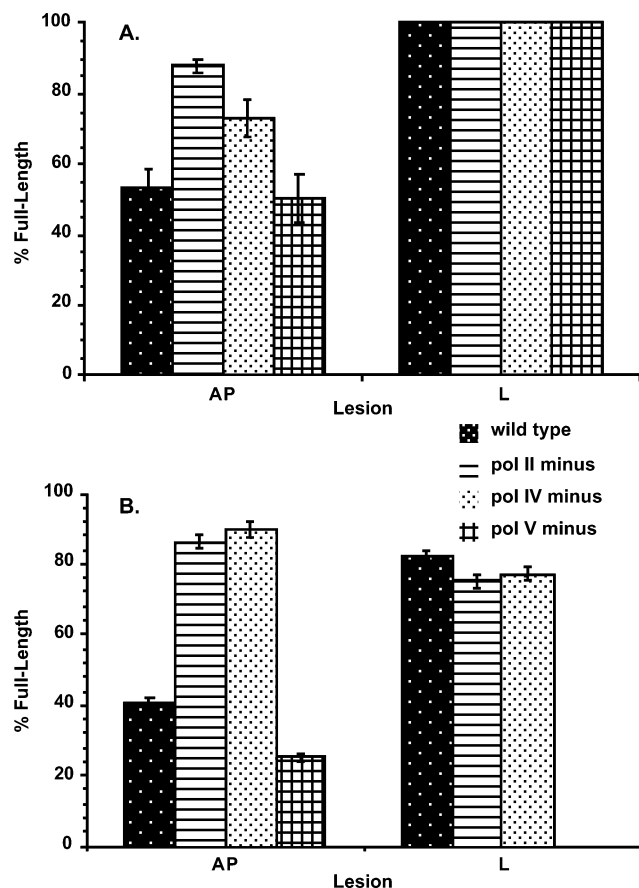 A.
% Full-Length
100
80
60
40
20
0
AP
L
Lesion
wild type
pol II minus
pol IV minus
pol V minus
B.
% Full-Length
100
80
60
40
20
0
AP
L
Lesion